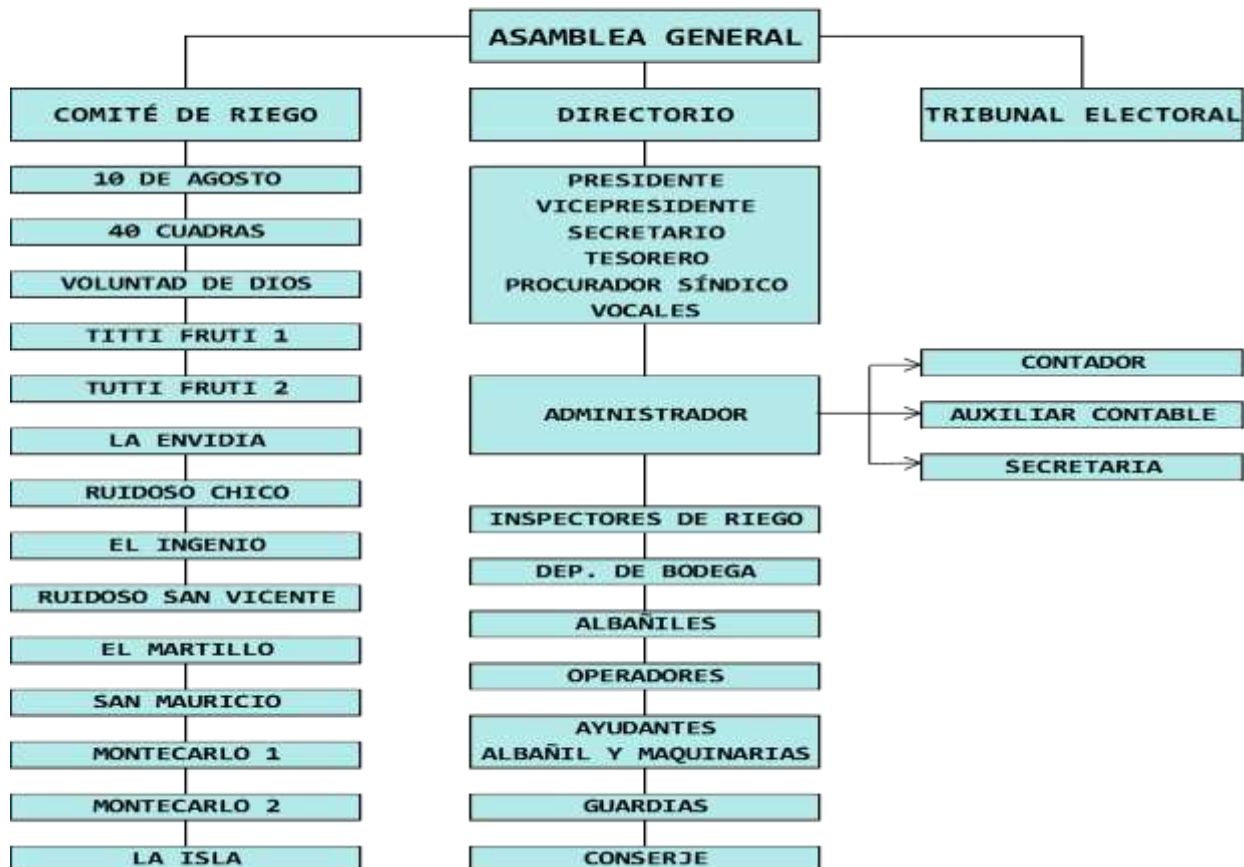 ASAMBLEA GENERAL
COMITÉ DE RIEGO
DIRECTORIO
TRIBUNAL ELECTORAL
10 DE AGOSTO
40 CUADRAS
VOLUNTAD DE DIOS
TITTI FRUTI 1
TUTTI FRUTI 2
LA ENVIDIA
RUIDOSO CHICO
EL INGENIO
RUIDOSO SAN VICENTE
EL MARTILLO
SAN MAURICIO
MONTECARLO 1
MONTECARLO 2
LA ISLA
PRESIDENTE
VICEPRESIDENTE
SECRETARIO
TESORERO
PROCURADOR SÍNDICO
VOCALES
ADMINISTRADOR
CONTADOR
AUXILIAR CONTABLE
SECRETARIA
INSPECTORES DE RIEGO
DEP. DE BODEGA
ALBAÑILES
OPERADORES
AYUDANTES
ALBAÑIL Y MAQUINARIAS
GUARDIAS
CONSERJE